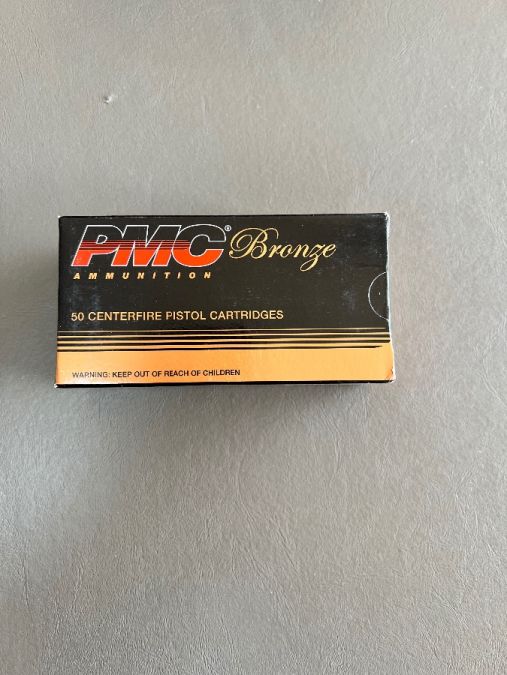 PMC® Bronze
AMMUNITION
50 CENTERFIRE PISTOL CARTRIDGES
WARNING: KEEP OUT OF REACH OF CHILDREN